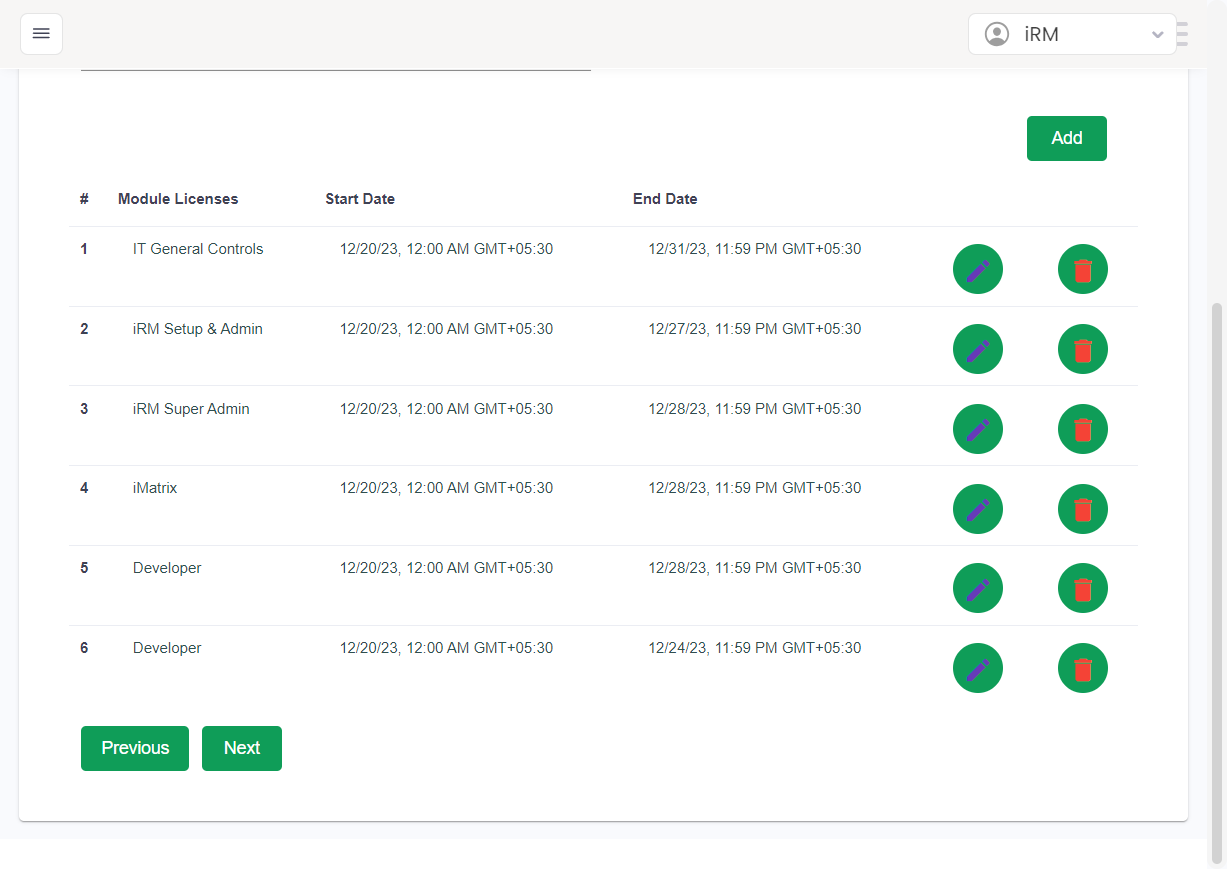 iRM
Add
# Module Licenses Start Date End Date
1 IT General Controls 12/20/23, 12:00 AM GMT+05:30 12/31/23, 11:59 PM GMT+05:30
2 iRM Setup & Admin 12/20/23, 12:00 AM GMT+05:30 12/27/23, 11:59 PM GMT+05:30
3 iRM Super Admin 12/20/23, 12:00 AM GMT+05:30 12/28/23, 11:59 PM GMT+05:30
4 iMatrix 12/20/23, 12:00 AM GMT+05:30 12/28/23, 11:59 PM GMT+05:30
5 Developer 12/20/23, 12:00 AM GMT+05:30 12/28/23, 11:59 PM GMT+05:30
6 Developer 12/20/23, 12:00 AM GMT+05:30 12/24/23, 11:59 PM GMT+05:30
Previous Next